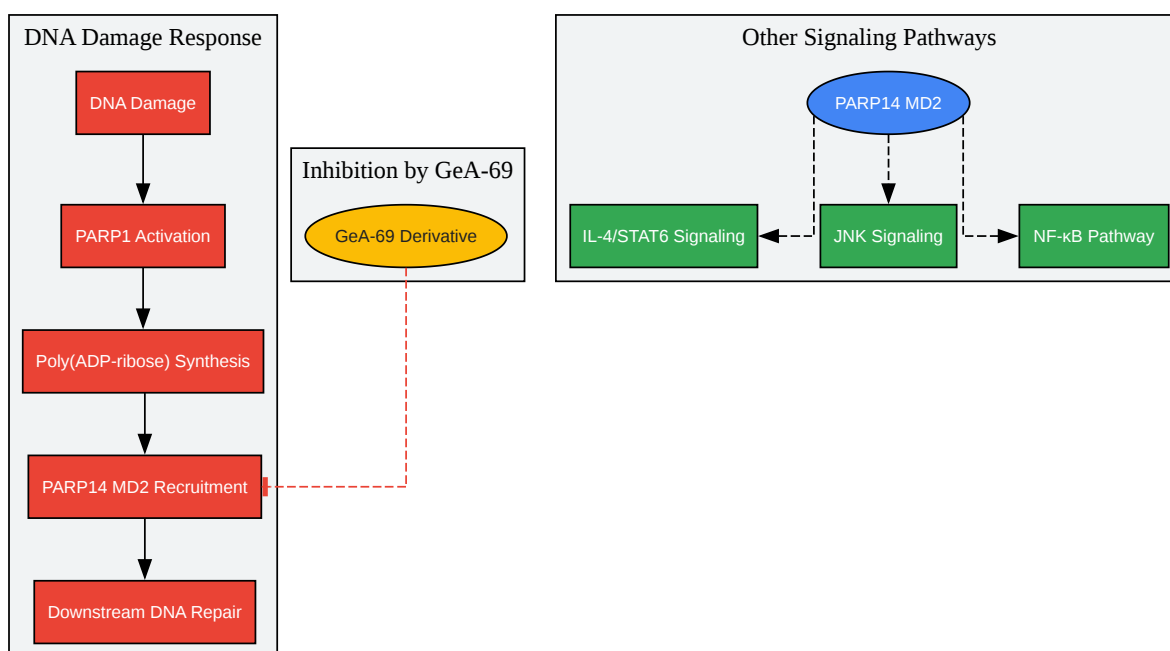 DNA Damage Response
DNA Damage
PARP1 Activation
Poly(ADP-ribose) Synthesis
PARP14 MD2 Recruitment
Downstream DNA Repair
Inhibition by GeA-69
GeA-69 Derivative
Other Signaling Pathways
PARP14 MD2
IL-4/STAT6 Signaling
JNK Signaling
NF-κB Pathway